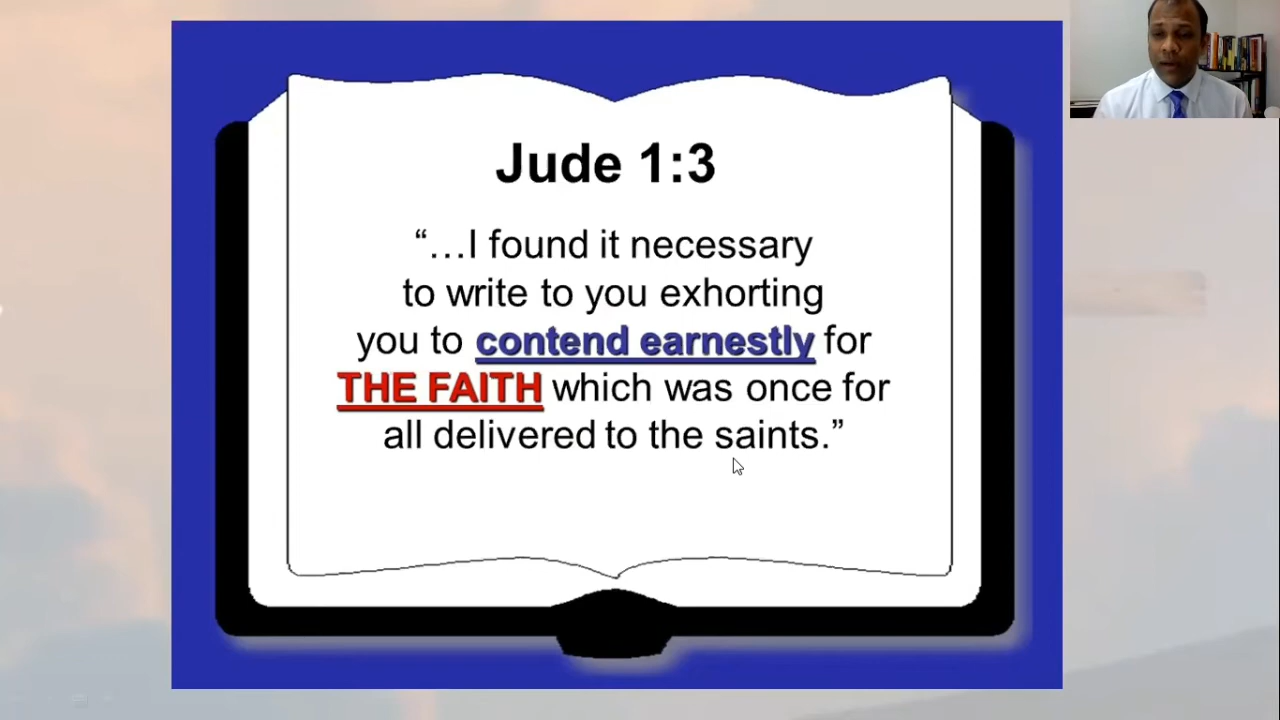 Jude 1:3
“…I found it necessary
to write to you exhorting
you to contend earnestly for
THE FAITH which was once for
all delivered to the saints.”